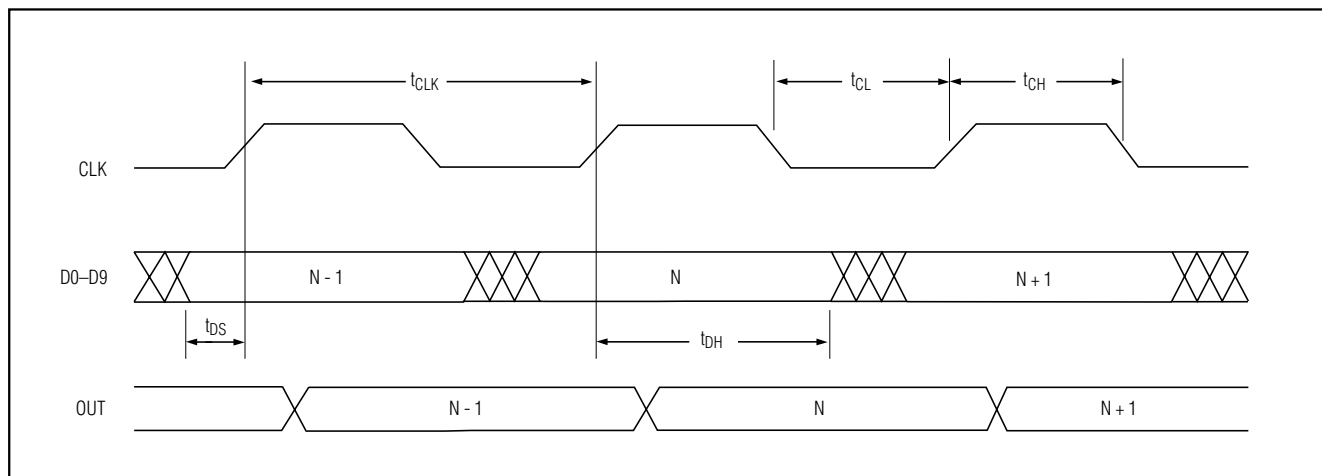 tCLK
tCL
tCH
CLK
D0–D9
N - 1
N
N + 1
tDS
tDH
OUT
N - 1
N
N + 1